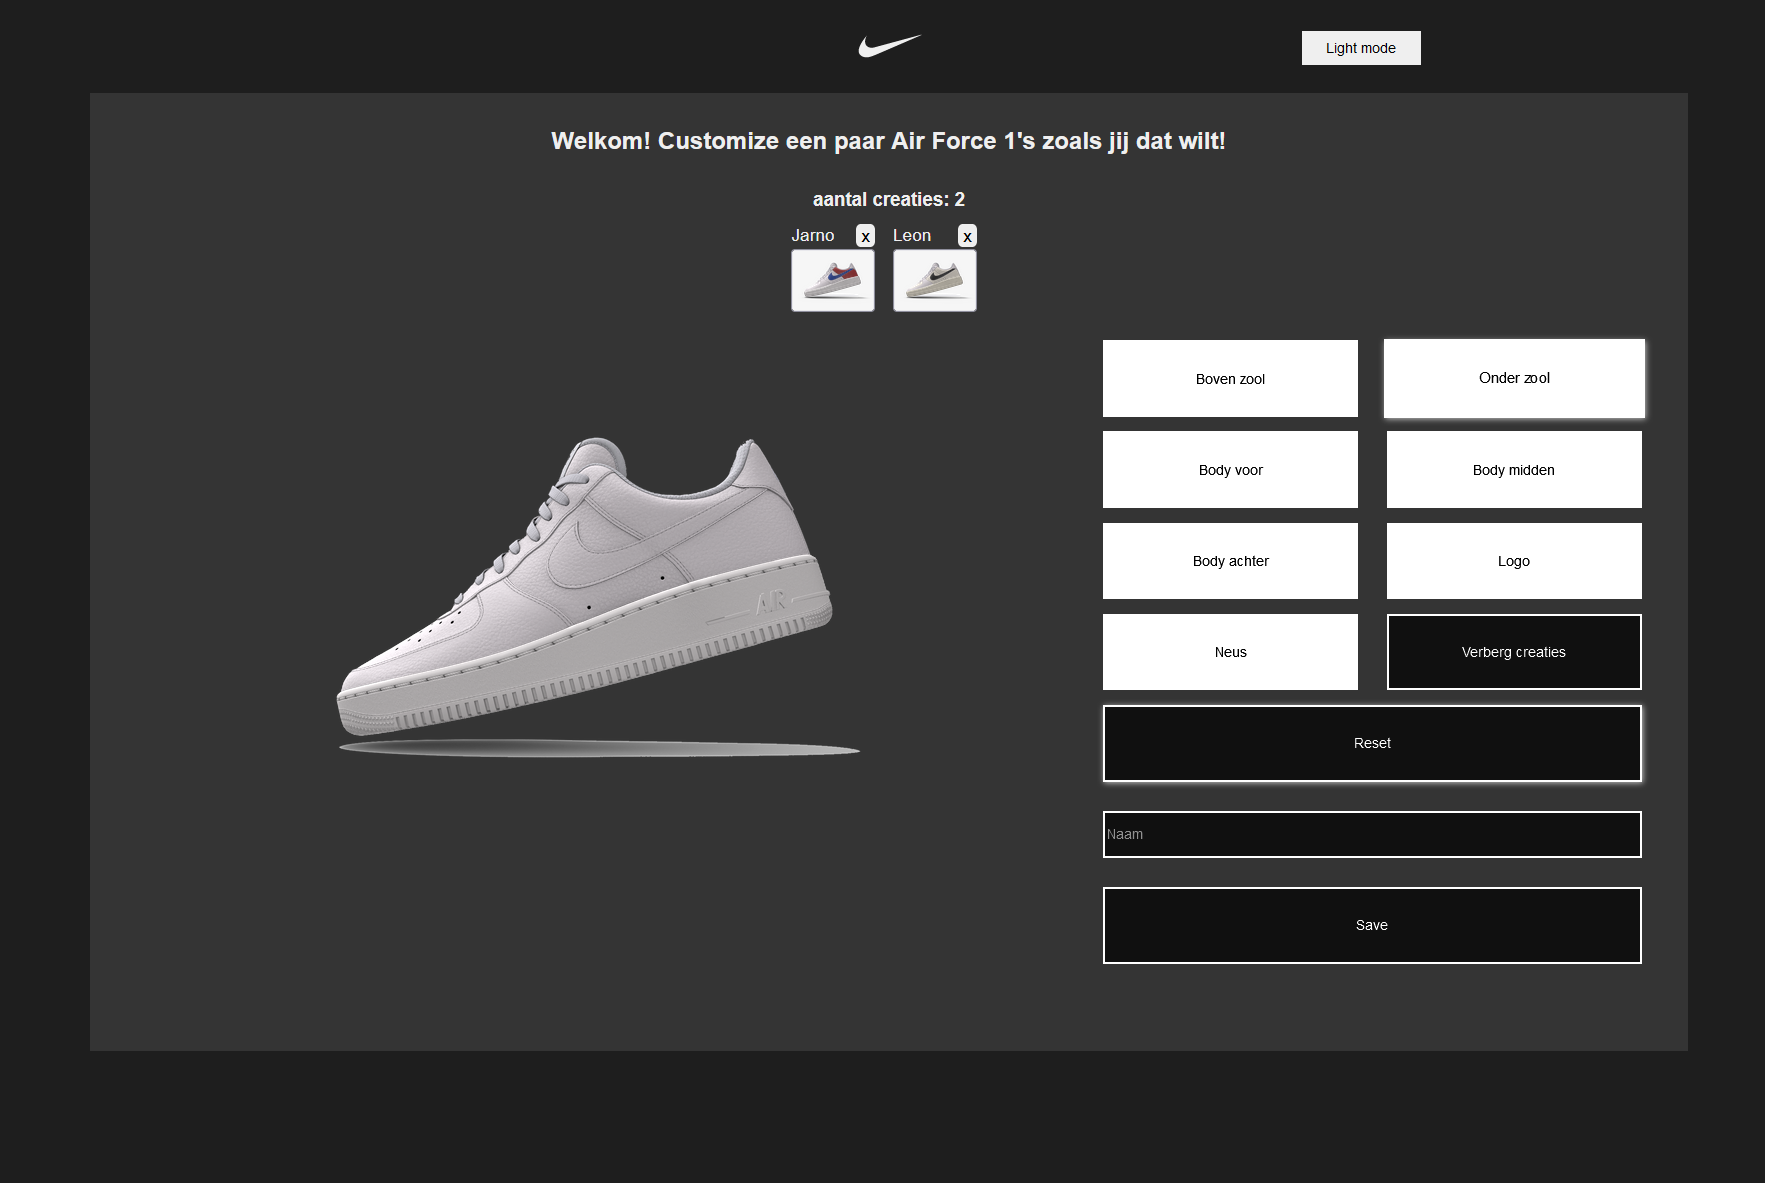 Light mode
Welkom! Customize een paar Air Force 1's zoals jij dat wilt!
aantal creaties: 2
Jarno x Leon x
Boven zool
Onder zool
Body voor
Body midden
Body achter
Logo
Neus
Verberg creaties
Reset
Naam
Save
AIR